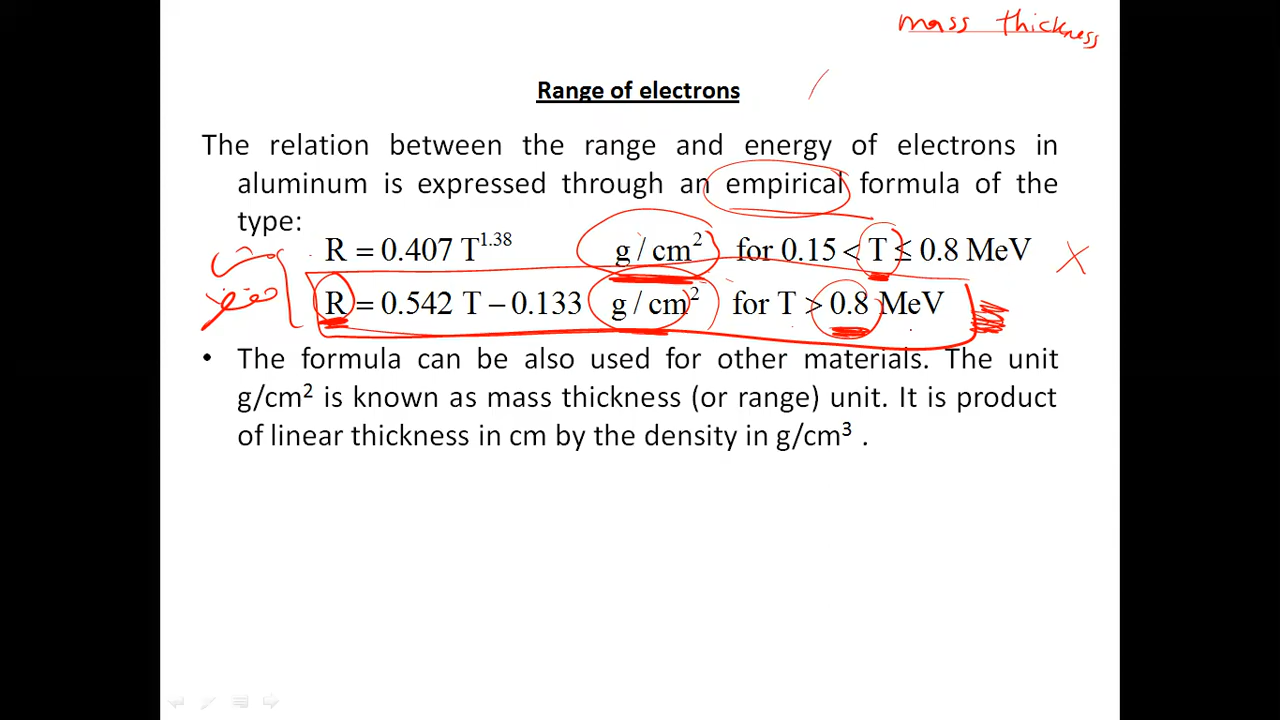 mass thickness
Range of electrons
The relation between the range and energy of electrons in
aluminum is expressed through an empirical formula of the
type:
R = 0.407 T^1.38 g / cm² for 0.15 < T ≤ 0.8 MeV
R = 0.542 T − 0.133 g / cm² for T > 0.8 MeV
• The formula can be also used for other materials. The unit
g/cm² is known as mass thickness (or range) unit. It is product
of linear thickness in cm by the density in g/cm³ .